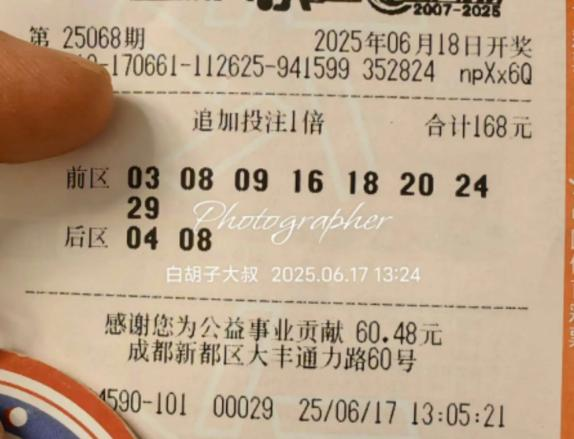 2007-2025
第 25068期 2025年06月18日开奖
-170661-112625-941599 352824 npXx6Q
追加投注1倍 合计168元
前区 03 08 09 16 18 20 24
29
Photographer
后区 04 08
白胡子大叔 2025.06.17 13:24
感谢您为公益事业贡献 60.48元
成都新都区大丰通力路60号
4590-101 00029 25/06/17 13:05:21